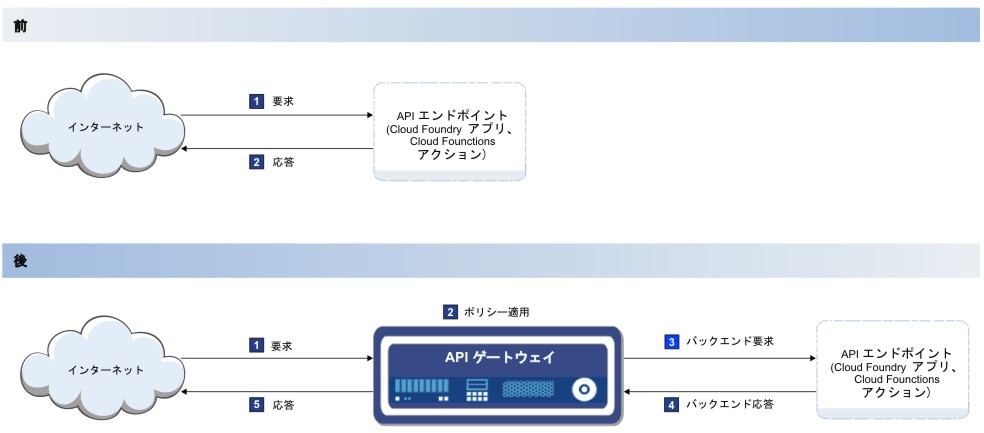 前
インターネット
1 要求
2 応答
API エンドポイント
(Cloud Foundry アプリ、
Cloud Founctions
アクション)
後
インターネット
1 要求
5 応答
2 ポリシー適用
API ゲートウェイ
3 バックエンド要求
4 バックエンド応答
API エンドポイント
(Cloud Foundry アプリ、
Cloud Founctions
アクション)